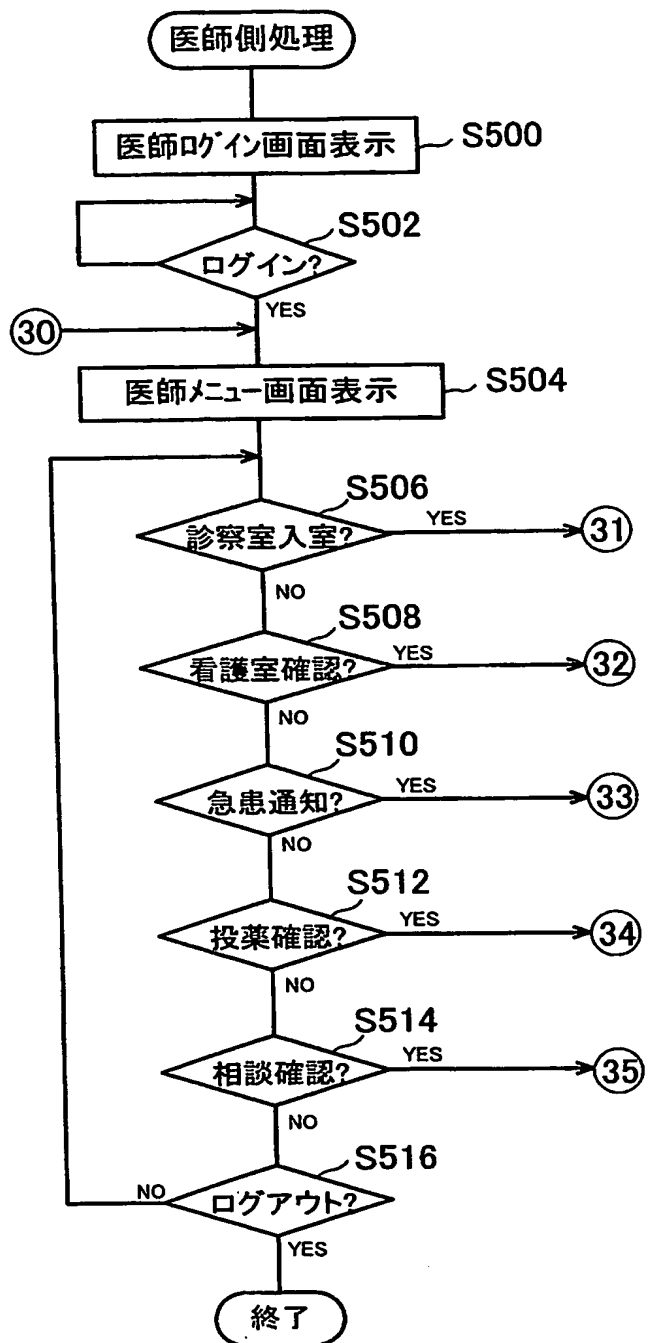 医師側処理
医師ログイン画面表示
S500
S502
ログイン?
YES
30
医師メニュー画面表示
S504
S506
診察室入室?
YES
31
NO
S508
看護室確認?
YES
32
NO
S510
急患通知?
YES
33
NO
S512
投薬確認?
YES
34
NO
S514
相談確認?
YES
35
NO
S516
NO
ログアウト?
YES
終了